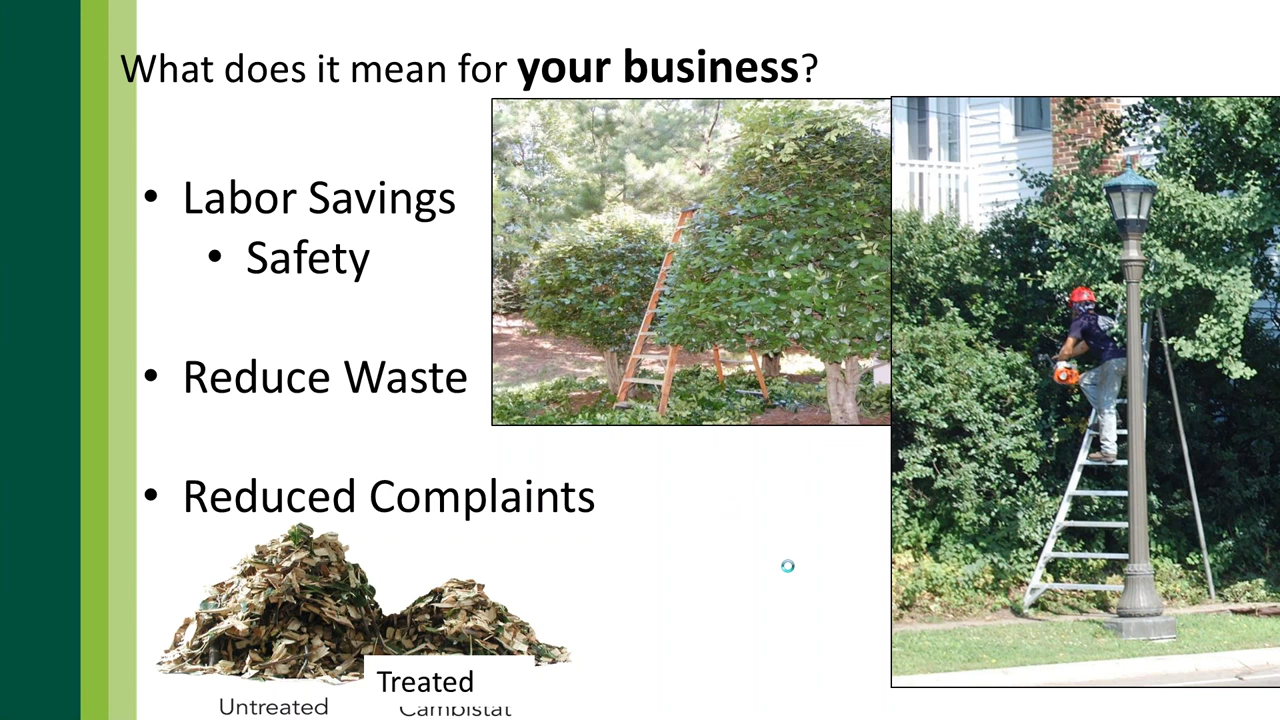 What does it mean for your business?
• Labor Savings
• Safety
• Reduce Waste
• Reduced Complaints
Treated
Untreated
Cambistat